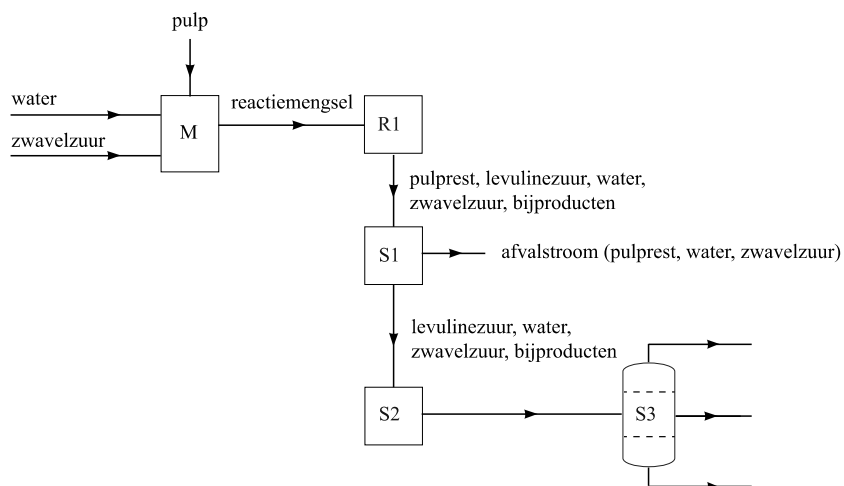 pulp
water
zwavelzuur
M
reactiemengsel
R1
pulprest, levulinezuur, water,
zwavelzuur, bijproducten
S1
afvalstroom (pulprest, water, zwavelzuur)
levulinezuur, water,
zwavelzuur, bijproducten
S2
S3